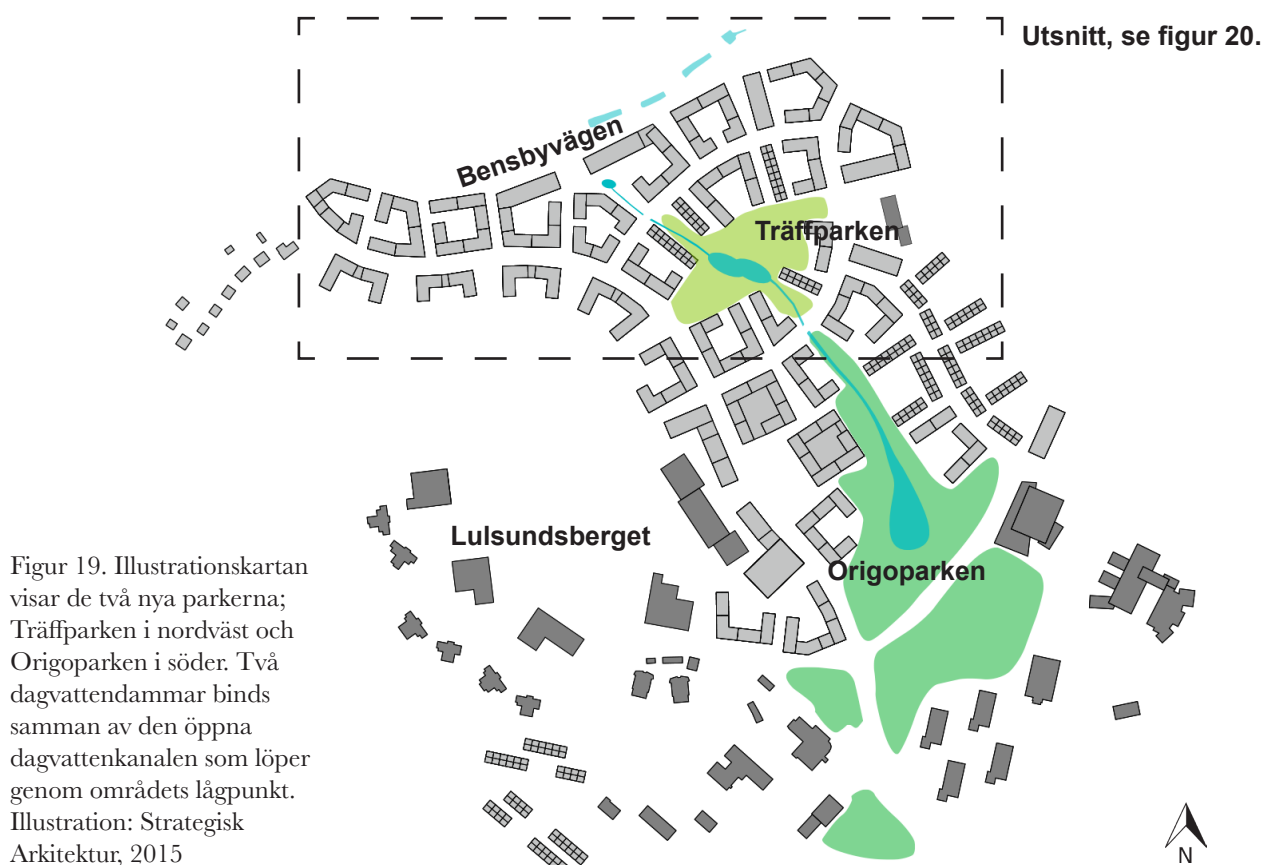 Utsnitt, se figur 20.
Bensbyvägen
Träffparken
Lulsundsberget
Origoparken
Figur 19. Illustrationskartan
visar de två nya parkerna;
Träffparken i nordväst och
Origoparken i söder. Två
dagvattendammar binds
samman av den öppna
dagvattenkanalen som löper
genom områdets lågpunkt.
Illustration: Strategisk
Arkitektur, 2015
N